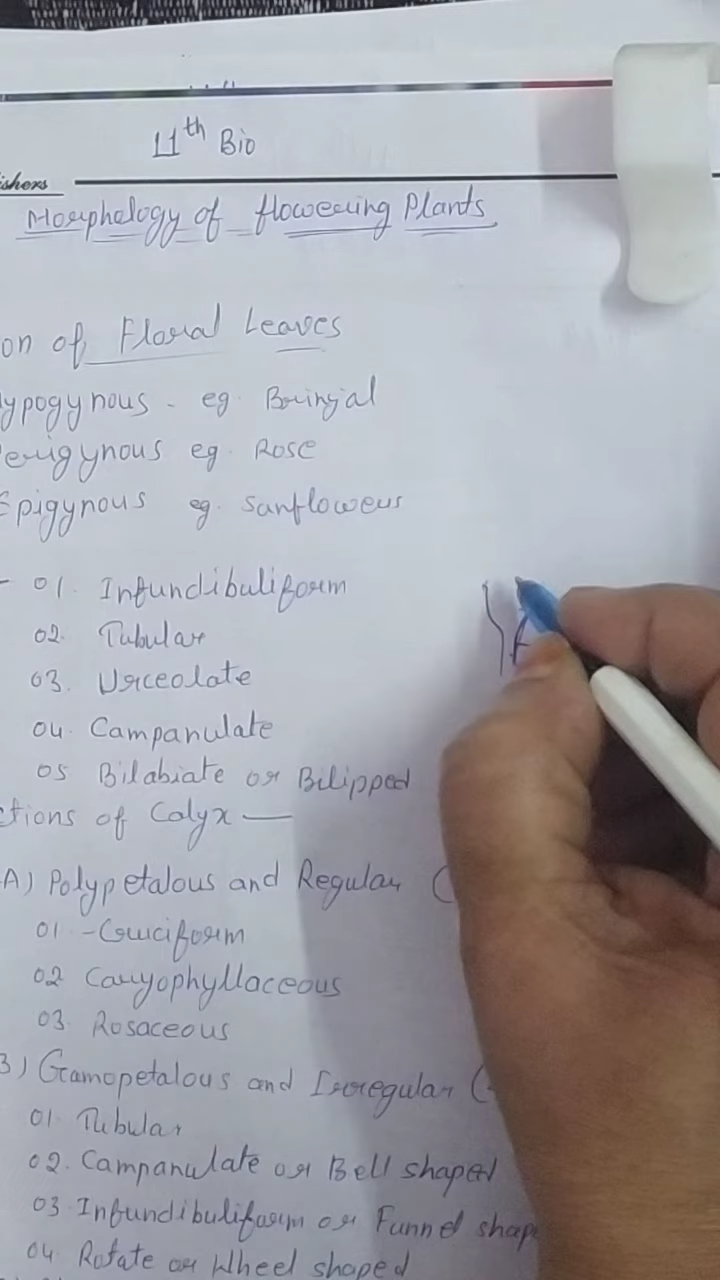 11th Bio
ishers
Morphology of flowering Plants
on of Floral Leaves
ypogynous - eg. Brinjal
erigynous eg. Rose
Epigynous eg. Sanflowers
01. Infundibuliform
02. Tubular
03. Urceolate
04. Campanulate
05 Bilabiate or Bilipped
ctions of Calyx —
A) Polypetalous and Regular (
01 - Cruciform
02 Caryophyllaceous
03. Rosaceous
B) Gamopetalous and Irregular (
01. Tubular
02. Campanulate or Bell shaped
03. Infundibuliform or Funnel shap
04. Rotate or Wheel shaped